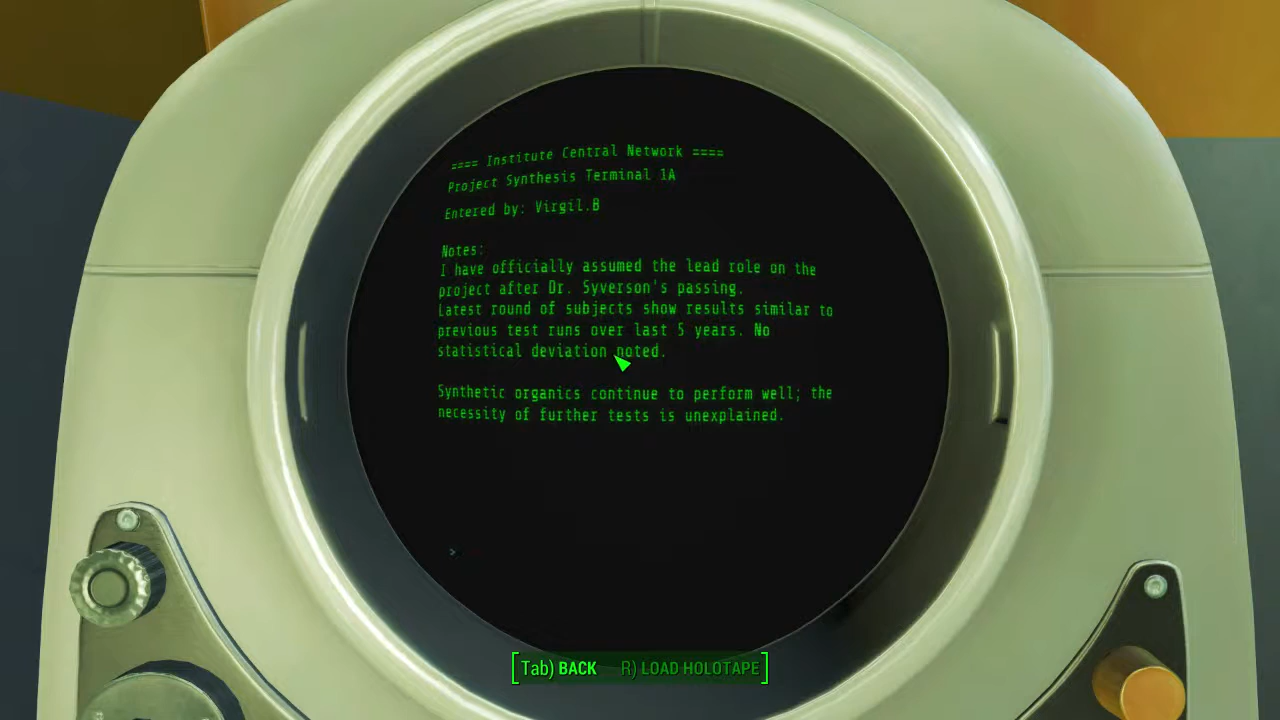 ==== Institute Central Network ====
Project Synthesis Terminal 1A
Entered by: Virgil.B
Notes:
I have officially assumed the lead role on the
project after Dr. Syverson's passing.
Latest round of subjects show results similar to
previous test runs over last 5 years. No
statistical deviation noted.
Synthetic organics continue to perform well; the
necessity of further tests is unexplained.
>
[Tab) BACK R) LOAD HOLOTAPE]